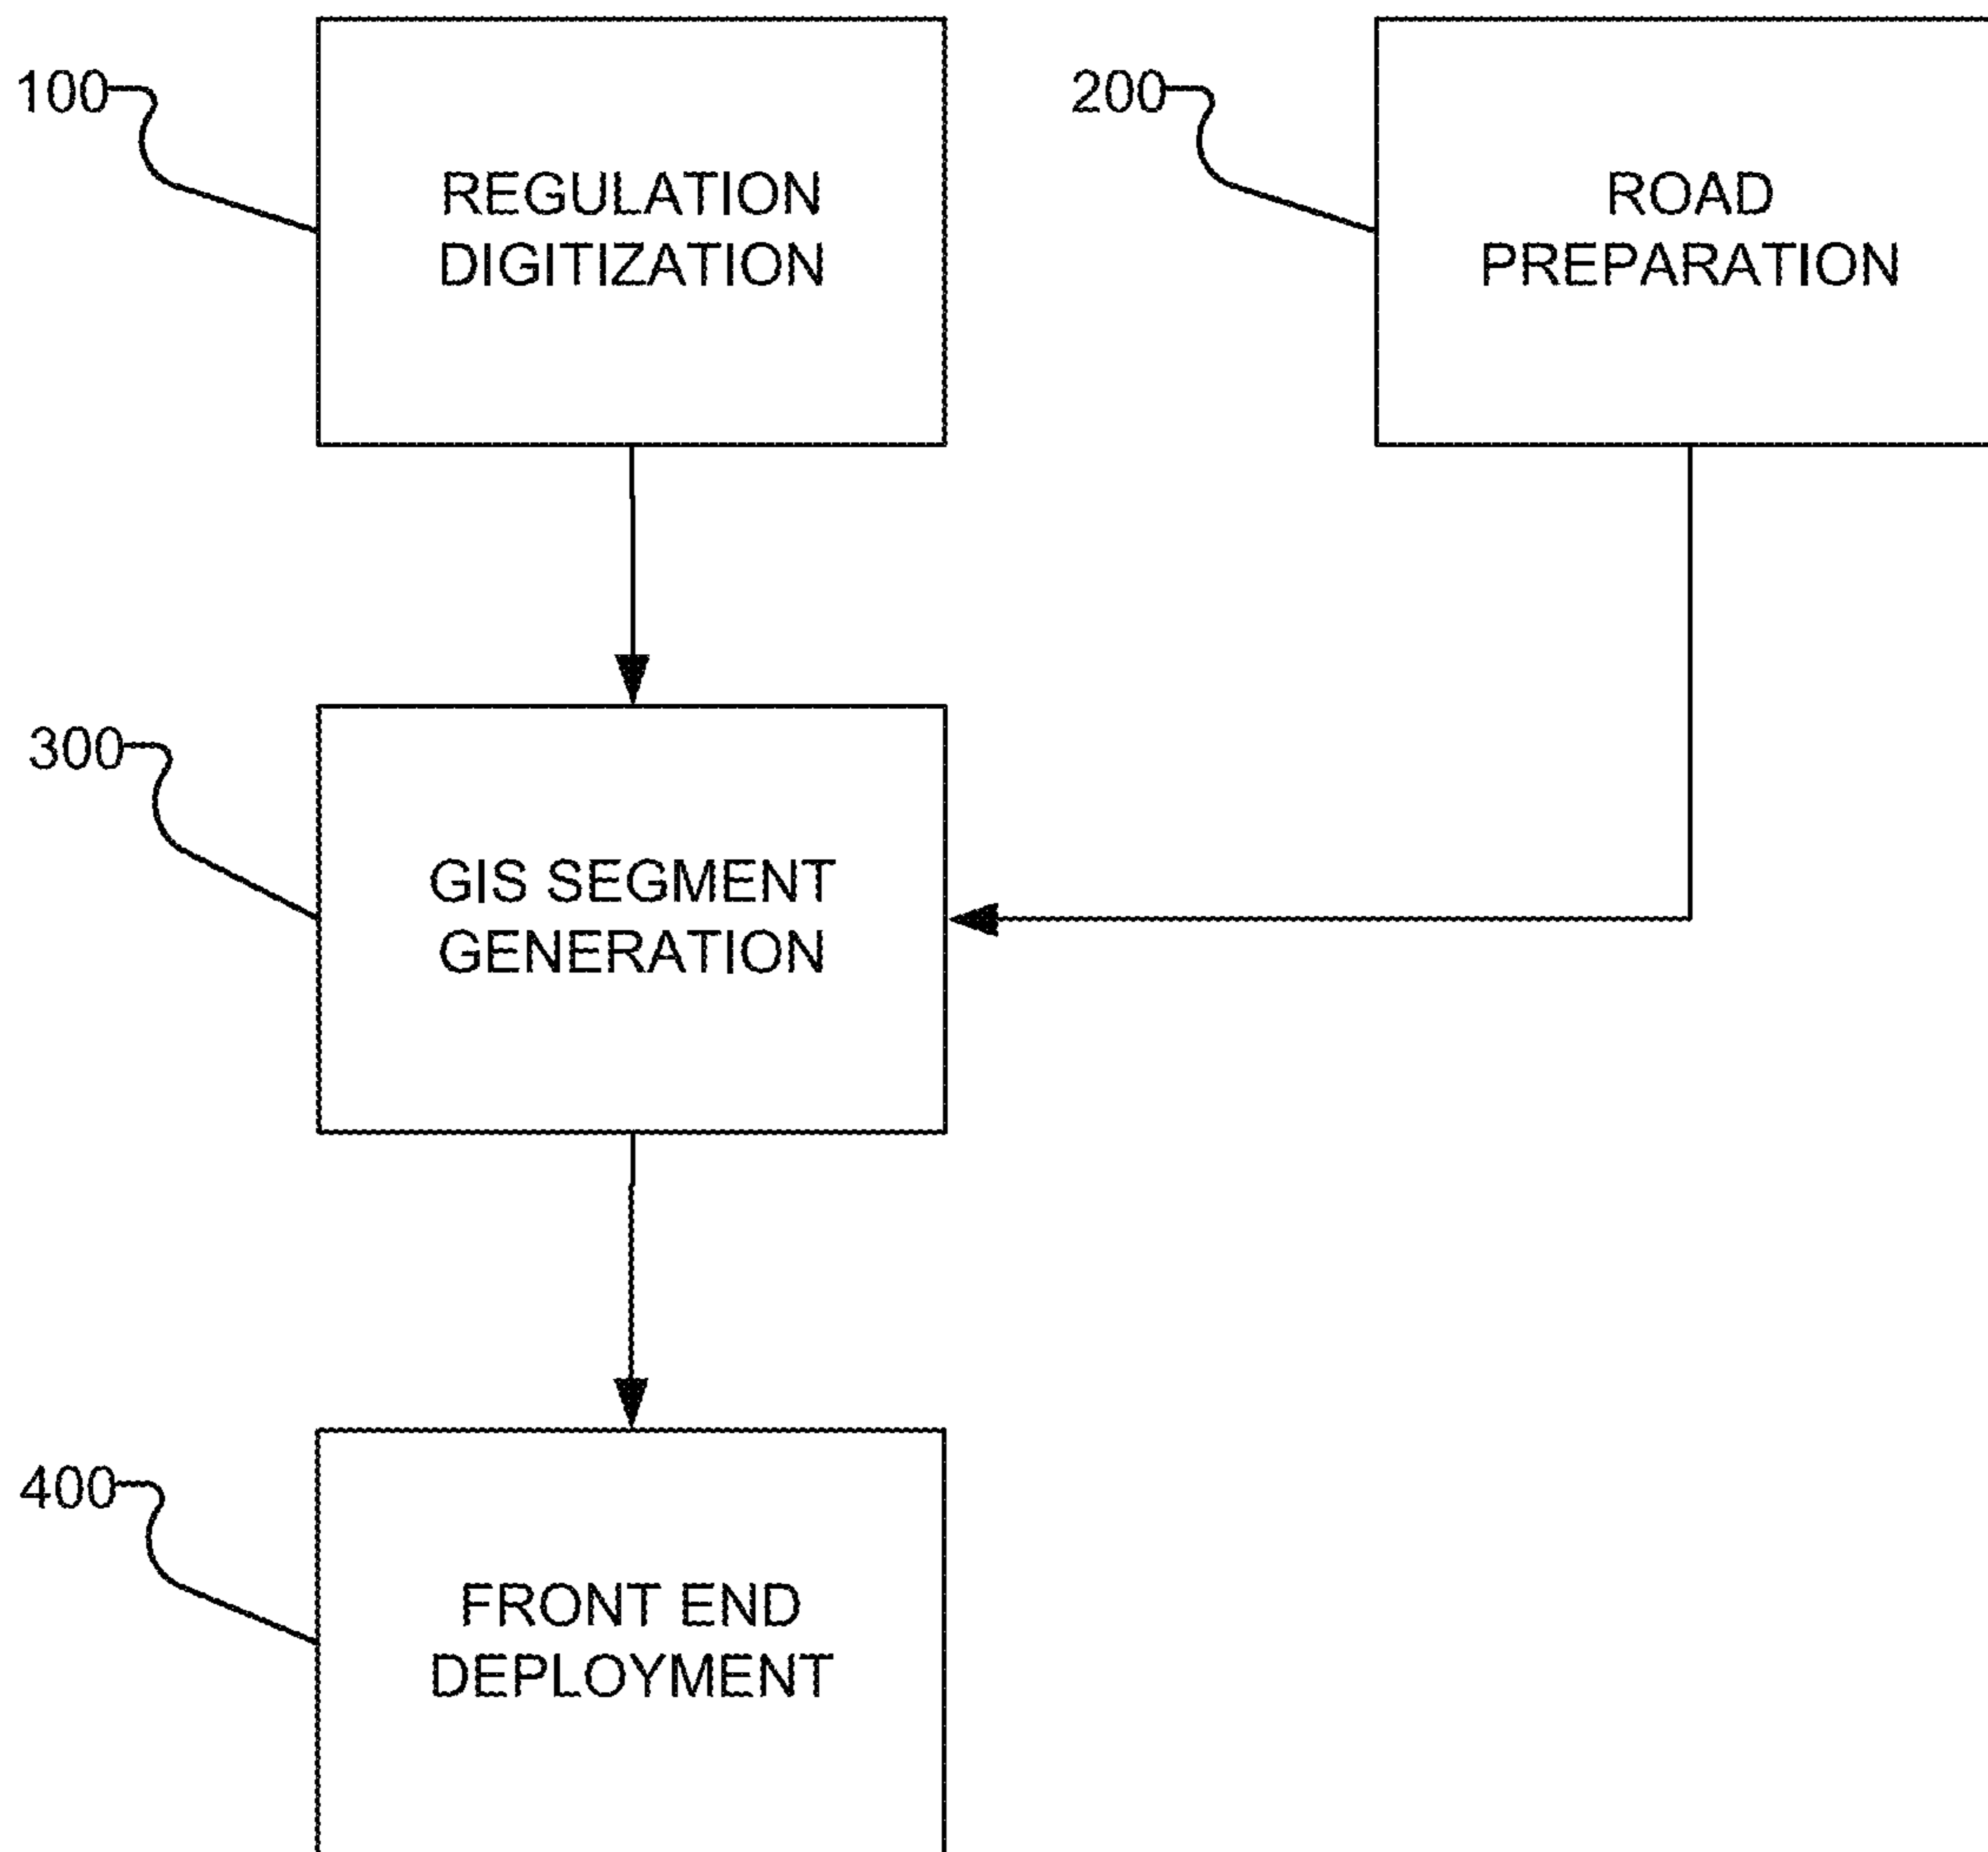 100
REGULATION
DIGITIZATION
200
ROAD
PREPARATION
300
GIS SEGMENT
GENERATION
400
FRONT END
DEPLOYMENT